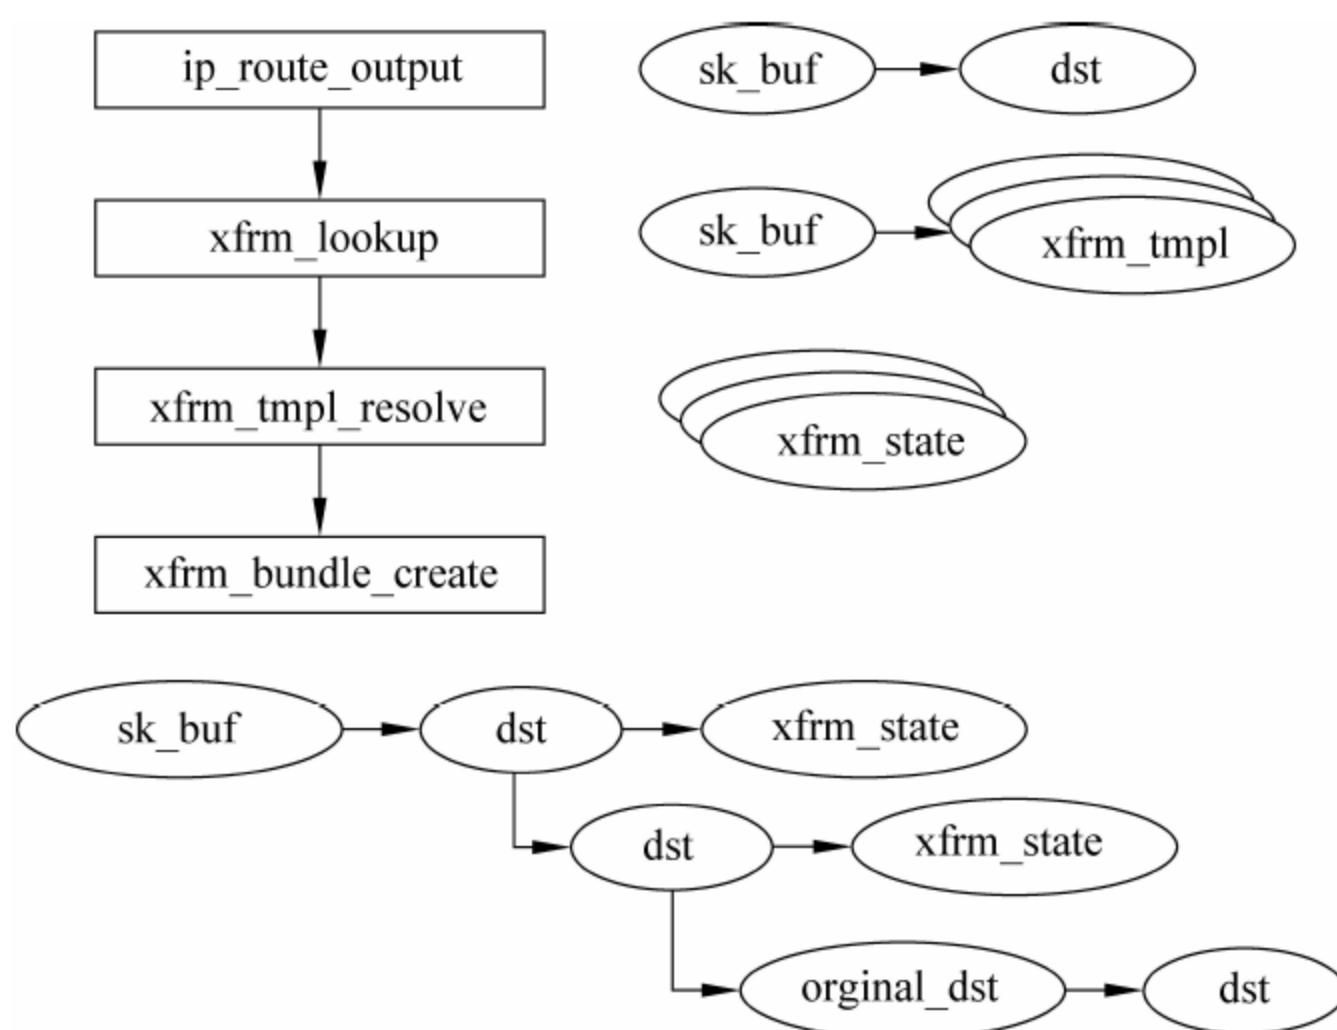 ip_route_output
sk_buf
dst
xfrm_lookup
sk_buf
xfrm_tmpl
xfrm_tmpl_resolve
xfrm_state
xfrm_bundle_create
sk_buf
dst
xfrm_state
dst
xfrm_state
orginal_dst
dst